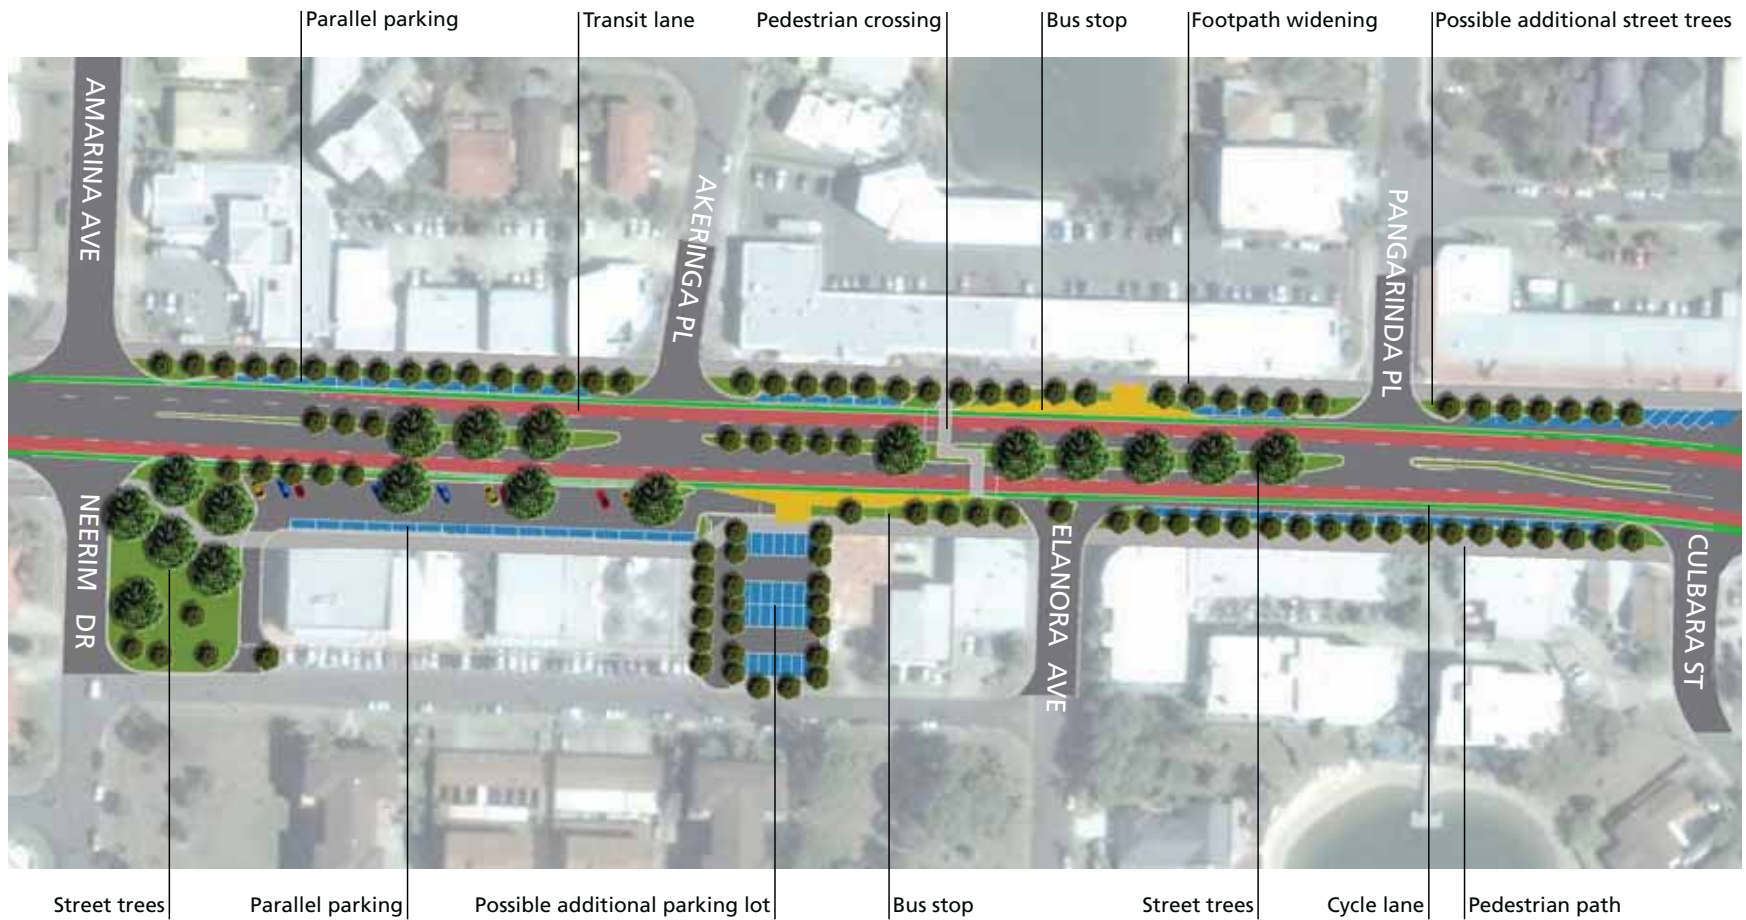 Parallel parking
Transit lane
Pedestrian crossing
Bus stop
Footpath widening
Possible additional street trees
AMARINA AVE
AKERINGA PL
PANGARINDA PL
NEERIM DR
ELANORA AVE
CULBARA ST
Street trees
Parallel parking
Possible additional parking lot
Bus stop
Street trees
Cycle lane
Pedestrian path